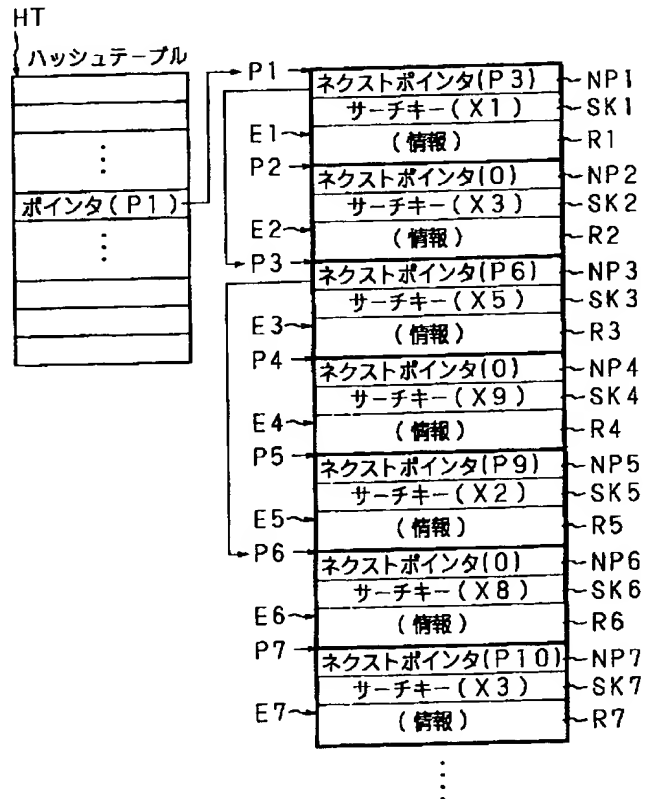 HT
ハッシュテーブル
ポインタ(P1)
P1
ネクストポインタ(P3)
NP1
サーチキー(X1)
SK1
E1
(情報)
R1
P2
ネクストポインタ(0)
NP2
サーチキー(X3)
SK2
E2
(情報)
R2
P3
ネクストポインタ(P6)
NP3
サーチキー(X5)
SK3
E3
(情報)
R3
P4
ネクストポインタ(0)
NP4
サーチキー(X9)
SK4
E4
(情報)
R4
P5
ネクストポインタ(P9)
NP5
サーチキー(X2)
SK5
E5
(情報)
R5
P6
ネクストポインタ(0)
NP6
サーチキー(X8)
SK6
E6
(情報)
R6
P7
ネクストポインタ(P10)
NP7
サーチキー(X3)
SK7
E7
(情報)
R7